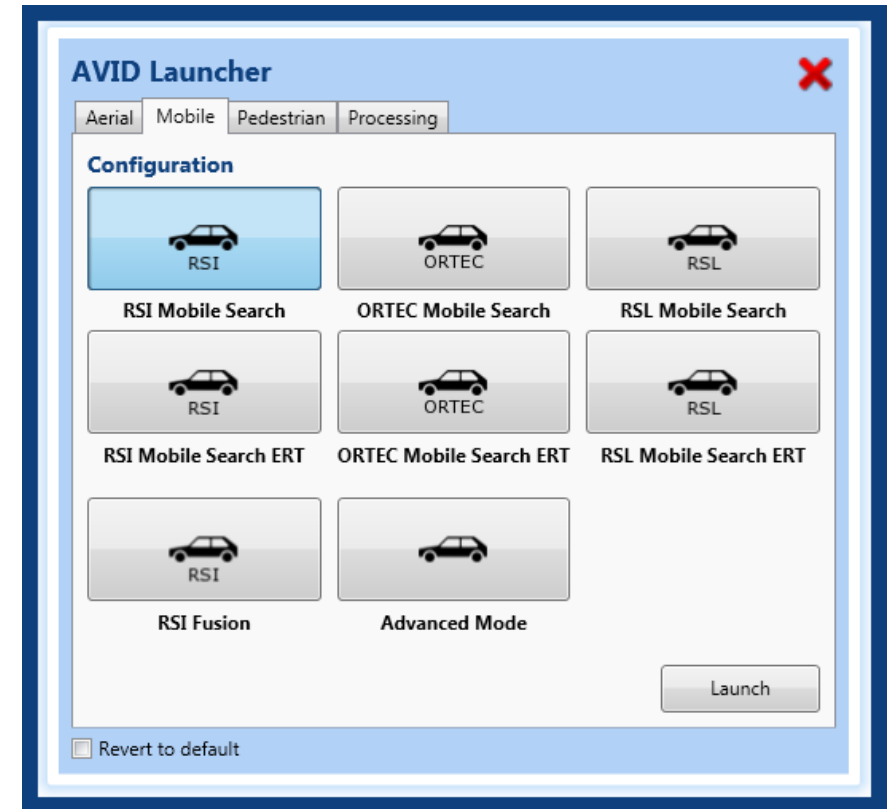 AVID Launcher
Aerial Mobile Pedestrian Processing
Configuration
RSI ORTEC RSL
RSI Mobile Search ORTEC Mobile Search RSL Mobile Search
RSI ORTEC RSL
RSI Mobile Search ERT ORTEC Mobile Search ERT RSL Mobile Search ERT
RSI
RSI Fusion Advanced Mode
Launch
Revert to default